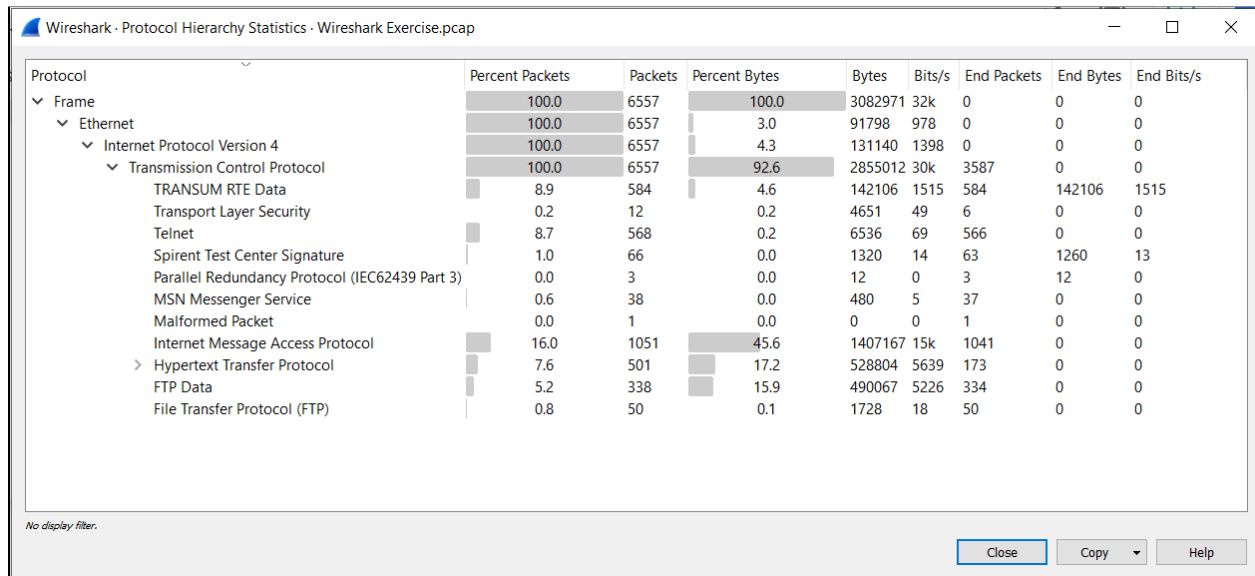 Wireshark · Protocol Hierarchy Statistics · Wireshark Exercise.pcap
Protocol Percent Packets Packets Percent Bytes Bytes Bits/s End Packets End Bytes End Bits/s
Frame 100.0 6557 100.0 3082971 32k 0 0 0
Ethernet 100.0 6557 3.0 91798 978 0 0 0
Internet Protocol Version 4 100.0 6557 4.3 131140 1398 0 0 0
Transmission Control Protocol 100.0 6557 92.6 2855012 30k 3587 0 0
TRANSUM RTE Data 8.9 584 4.6 142106 1515 584 142106 1515
Transport Layer Security 0.2 12 0.2 4651 49 6 0 0
Telnet 8.7 568 0.2 6536 69 566 0 0
Spirent Test Center Signature 1.0 66 0.0 1320 14 63 1260 13
Parallel Redundancy Protocol (IEC62439 Part 3) 0.0 3 0.0 12 0 3 12 0
MSN Messenger Service 0.6 38 0.0 480 5 37 0 0
Malformed Packet 0.0 1 0.0 0 0 1 0 0
Internet Message Access Protocol 16.0 1051 45.6 1407167 15k 1041 0 0
Hypertext Transfer Protocol 7.6 501 17.2 528804 5639 173 0 0
FTP Data 5.2 338 15.9 490067 5226 334 0 0
File Transfer Protocol (FTP) 0.8 50 0.1 1728 18 50 0 0
No display filter.
Close Copy Help